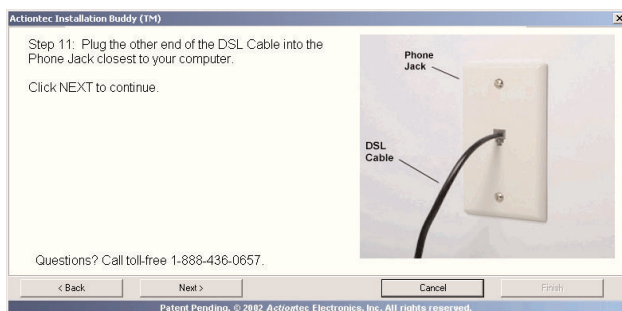 Actiontec Installation Buddy (TM)
Step 11: Plug the other end of the DSL Cable into the
Phone Jack closest to your computer.
Click NEXT to continue.
Phone
Jack
DSL
Cable
Questions? Call toll-free 1-888-436-0657.
< Back Next > Cancel Finish
Patent Pending. © 2002 Actiontec Electronics, Inc. All rights reserved.